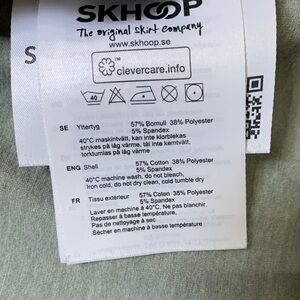 SKHOOP
The original skirt company
www.skhoop.se
S
clevercare.info
40
SE Yttertyg 57% Bomull 38% Polyester
5% Spandex
40°C maskintvätt, kan inte klorblekas
strykes på låg värme, tål inte kemtvätt,
torktumlas på låg värme
ENG Shell 57% Cotton 38% Polyester
5% Spandex
40°C machine wash, do not bleach,
Iron cold, do not dry clean, cold tumble dry
FR Tissu extérieur 57% Coton 38% Polyester
5% Spandex
Laver en machine à 40°C, Ne pas blanchir,
Repasser à basse température,
Pas de nettoyage à sec
Sécher en machine à basse température.